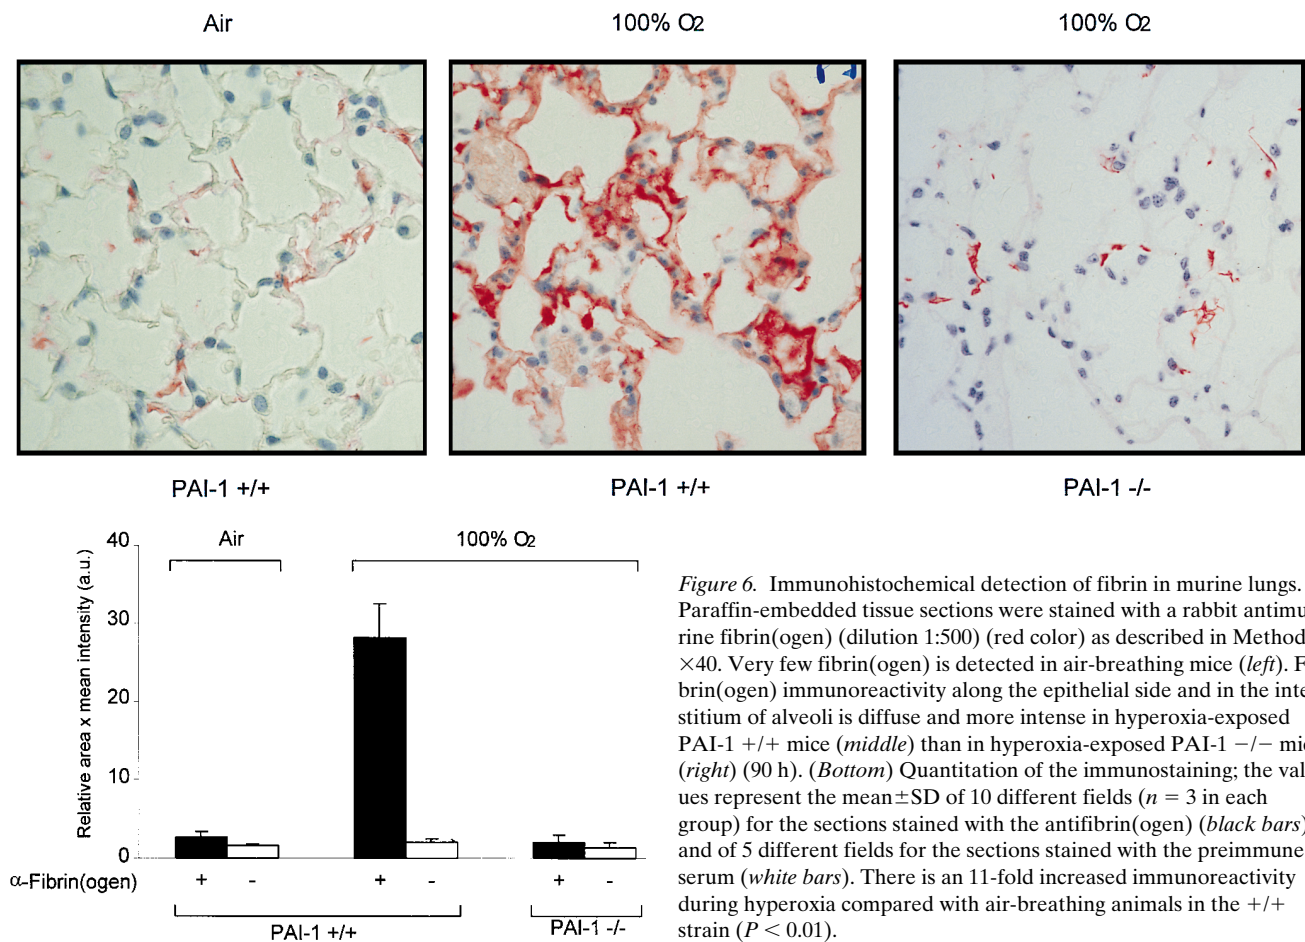 Air
100% O2
100% O2
PAI-1 +/+
PAI-1 +/+
PAI-1 -/-
Relative area x mean intensity (a.u.)
40
30
20
10
0
Air
100% O2
α-Fibrin(ogen)
+ - + - + -
PAI-1 +/+
PAI-1 -/-
Figure 6. Immunohistochemical detection of fibrin in murine lungs.
Paraffin-embedded tissue sections were stained with a rabbit antimu
rine fibrin(ogen) (dilution 1:500) (red color) as described in Method
×40. Very few fibrin(ogen) is detected in air-breathing mice (left). F
brin(ogen) immunoreactivity along the epithelial side and in the inte
stitium of alveoli is diffuse and more intense in hyperoxia-exposed
PAI-1 +/+ mice (middle) than in hyperoxia-exposed PAI-1 −/− mi
(right) (90 h). (Bottom) Quantitation of the immunostaining; the val
ues represent the mean±SD of 10 different fields (n = 3 in each
group) for the sections stained with the antifibrin(ogen) (black bars)
and of 5 different fields for the sections stained with the preimmune
serum (white bars). There is an 11-fold increased immunoreactivity
during hyperoxia compared with air-breathing animals in the +/+
strain (P < 0.01).